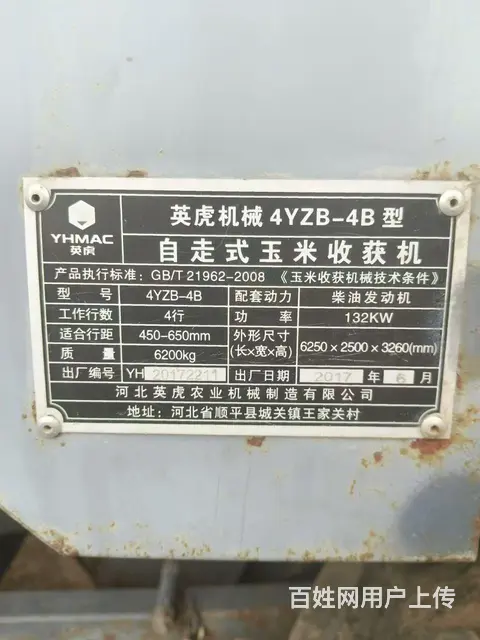 YHMAC
英虎
英虎机械 4YZB-4B 型
自走式玉米收获机
产品执行标准：GB/T 21962-2008 《玉米收获机械技术条件》
型号 4YZB-4B 配套动力 柴油发动机
工作行数 4行 功率 132KW
适合行距 450-650mm 外形尺寸(长×宽×高) 6250×2500×3260(mm)
质量 6200kg
出厂编号 YH 20172211 出厂日期 2017 年 6 月
河北英虎农业机械制造有限公司
地址：河北省顺平县城关镇王家关村
百姓网用户上传